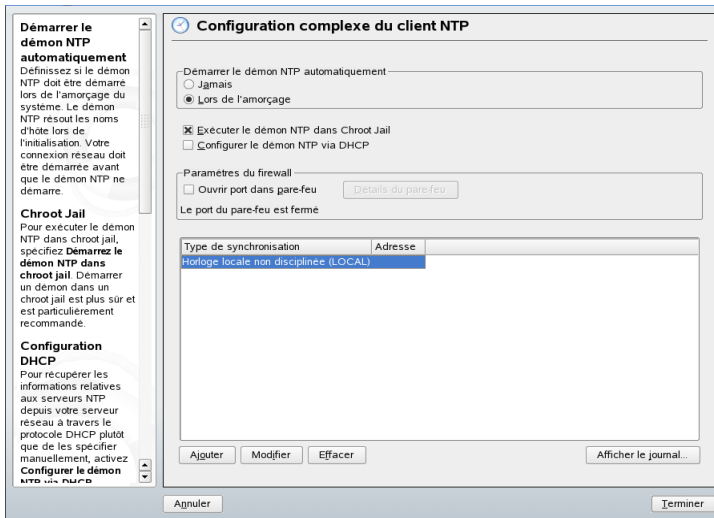 Démarrer le
démon NTP
automatiquement
Définissez si le démon
NTP doit être démarré
lors de l'amorçage du
système. Le démon
NTP résout les noms
d'hôte lors de
l'initialisation. Votre
connexion réseau doit
être démarrée avant
que le démon NTP ne
démarre.
Chroot Jail
Pour exécuter le démon
NTP dans chroot jail,
spécifiez Démarrez le
démon NTP dans
chroot jail. Démarrer
un démon dans un
chroot jail est plus sûr et
est particulièrement
recommandé.
Configuration
DHCP
Pour récupérer les
informations relatives
aux serveurs NTP
depuis votre serveur
réseau à travers le
protocole DHCP plutôt
que de les spécifier
manuellement, activez
Configurer le démon
NTP via DHCP
Configuration complexe du client NTP
Démarrer le démon NTP automatiquement
Jamais
Lors de l'amorçage
Exécuter le démon NTP dans Chroot Jail
Configurer le démon NTP via DHCP
Paramètres du firewall
Ouvrir port dans pare-feu
Détails du pare-feu
Le port du pare-feu est fermé
Type de synchronisation Adresse
Horloge locale non disciplinée (LOCAL)
Ajouter Modifier Effacer Afficher le journal...
Annuler Terminer